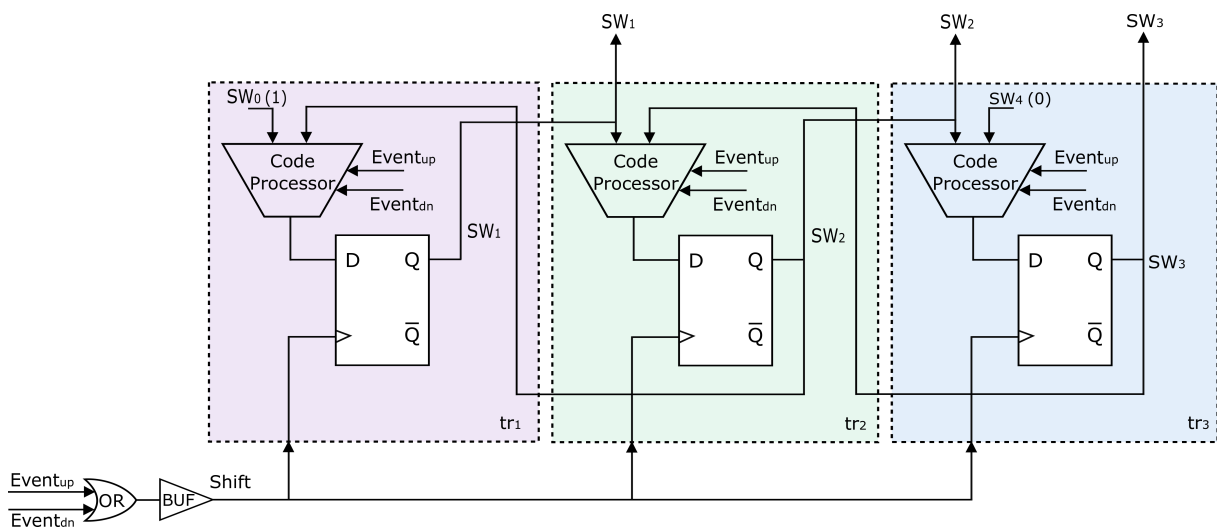 SW₁
SW₂
SW₃
SW₀ (1)
Code
Processor
Eventup
Eventdn
SW₁
D
Q
Q̅
tr₁
Code
Processor
Eventup
Eventdn
SW₂
D
Q
Q̅
tr₂
SW₄ (0)
Code
Processor
Eventup
Eventdn
SW₃
D
Q
Q̅
tr₃
Eventup
Eventdn
OR
BUF
Shift